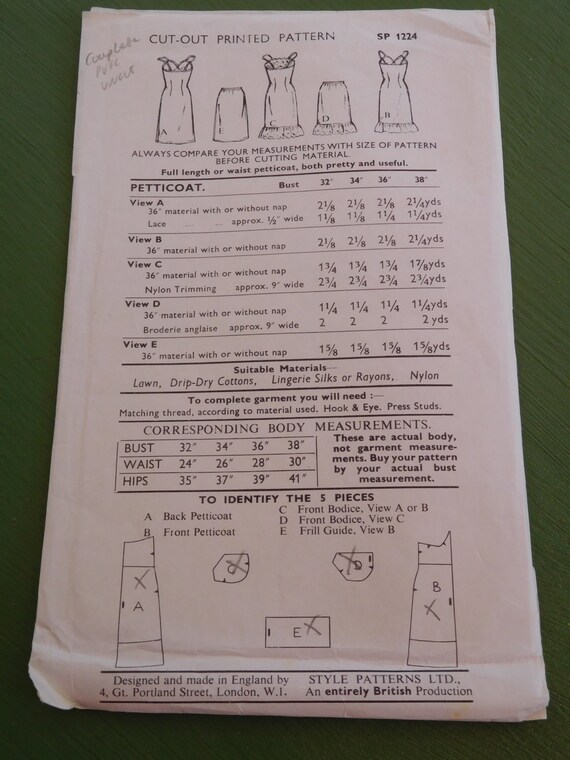 CUT-OUT PRINTED PATTERN SP 1224
Complete
A E C D B
ALWAYS COMPARE YOUR MEASUREMENTS WITH SIZE OF PATTERN
BEFORE CUTTING MATERIAL.
Full length or waist petticoat, both pretty and useful.
PETTICOAT. Bust 32" 34" 36" 38"
View A
36" material with or without nap 2⅛ 2⅛ 2⅛ 2¼yds
Lace ... ... approx. ½" wide 1⅛ 1⅛ 1¼ 1¼yds
View B
36" material with or without nap 2⅛ 2⅛ 2⅛ 2¼yds
View C
36" material with or without nap 1¾ 1¾ 1¾ 1⅞yds
Nylon Trimming approx. 9" wide 2¾ 2¾ 2¾ 2¾yds
View D
36" material with or without nap 1¼ 1¼ 1¼ 1¼yds
Broderie anglaise approx. 9" wide 2 2 2 2 yds
View E
36" material with or without nap 1⅝ 1⅝ 1⅝ 1⅝yds
Suitable Materials—
Lawn, Drip-Dry Cottons, Lingerie Silks or Rayons, Nylon
To complete garment you will need :—
Matching thread, according to material used. Hook & Eye. Press Studs.
CORRESPONDING BODY MEASUREMENTS.
BUST 32" 34" 36" 38"
WAIST 24" 26" 28" 30"
HIPS 35" 37" 39" 41"
These are actual body,
not garment measure-
ments. Buy your pattern
by your actual bust
measurement.
TO IDENTIFY THE 5 PIECES
A Back Petticoat
B Front Petticoat
C Front Bodice, View A or B
D Front Bodice, View C
E Frill Guide, View B
A C D B
E
Designed and made in England by
4, Gt. Portland Street, London, W.1.
STYLE PATTERNS LTD.,
An entirely British Production